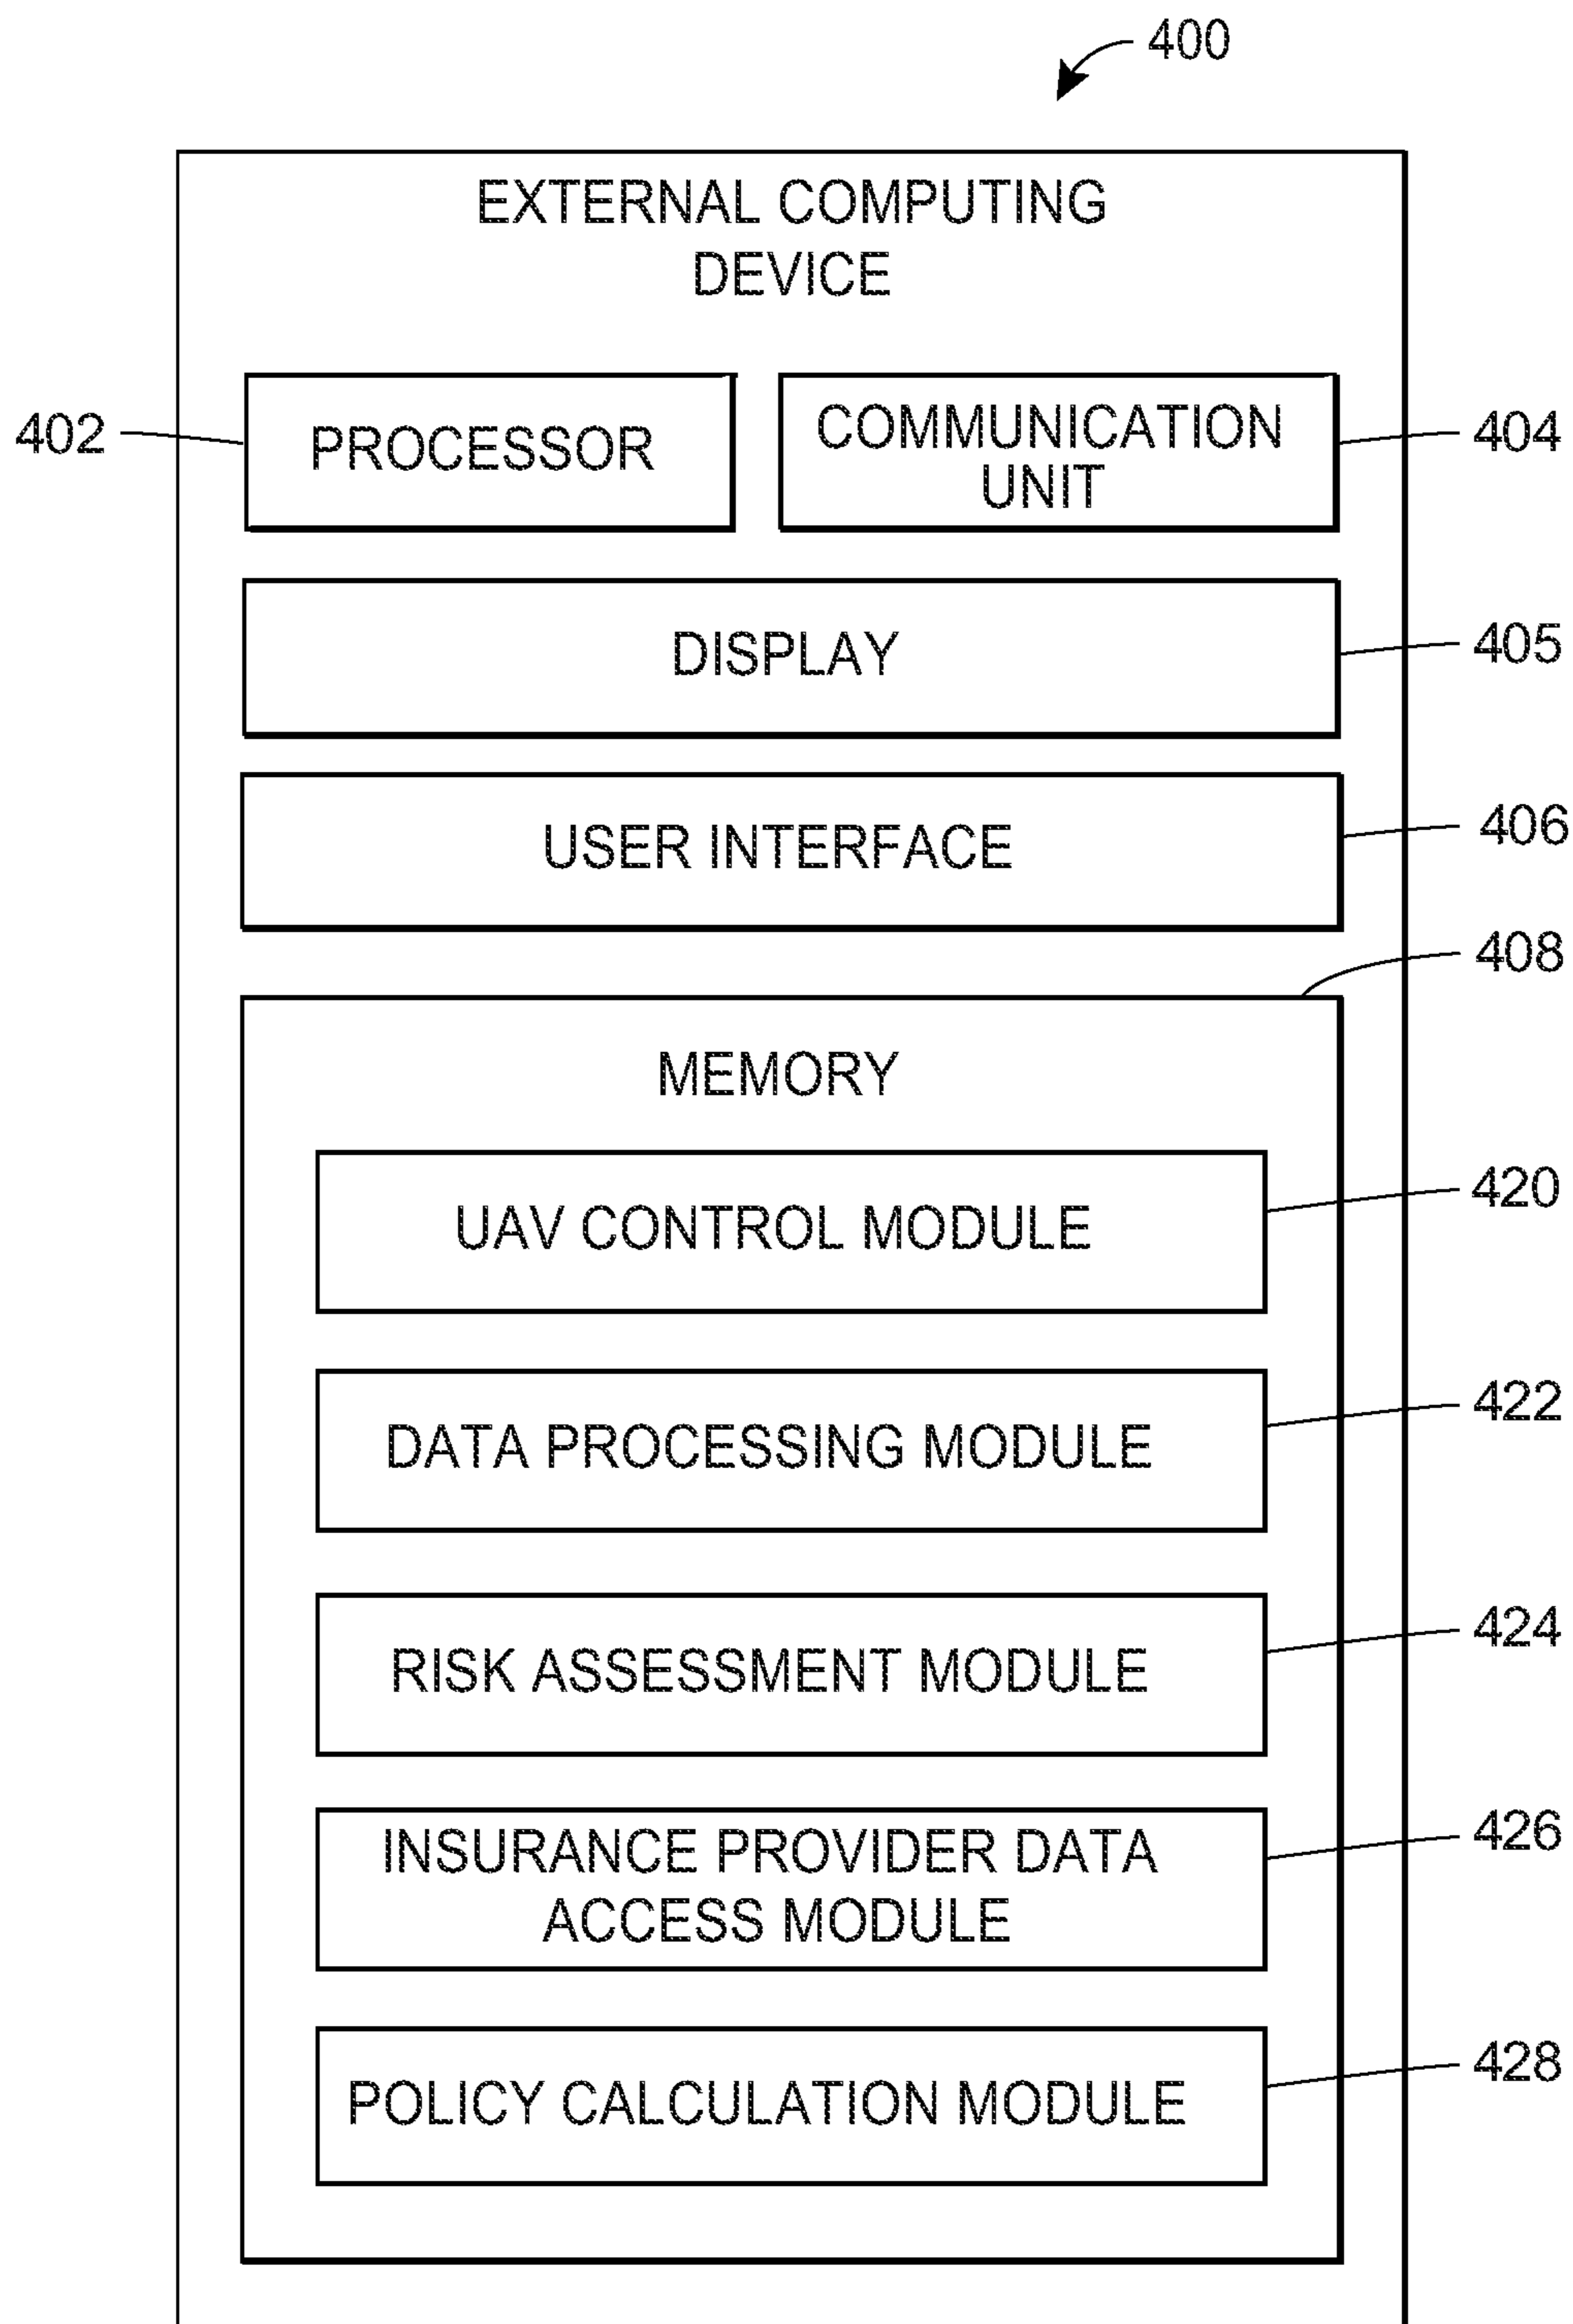 400
EXTERNAL COMPUTING
DEVICE
402
PROCESSOR
COMMUNICATION
UNIT
404
DISPLAY
405
USER INTERFACE
406
408
MEMORY
UAV CONTROL MODULE
420
DATA PROCESSING MODULE
422
RISK ASSESSMENT MODULE
424
INSURANCE PROVIDER DATA
ACCESS MODULE
426
POLICY CALCULATION MODULE
428